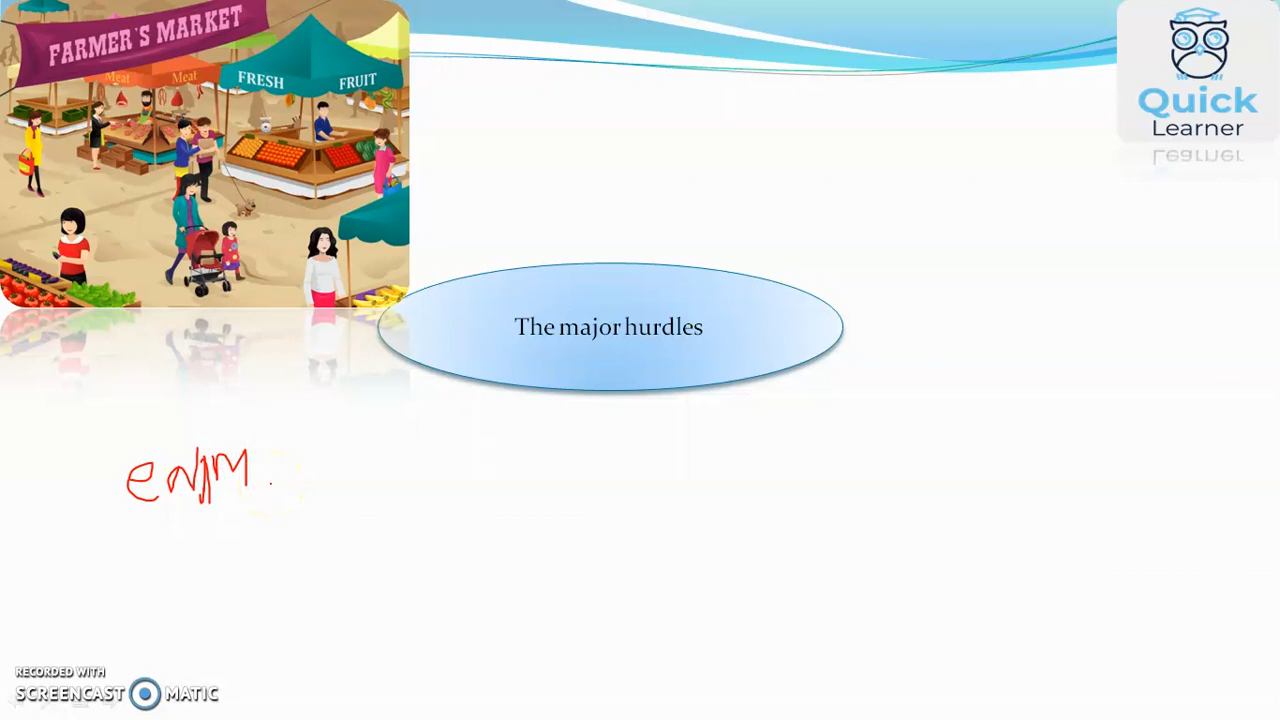 FARMER'S MARKET
Meat
Meat
FRESH
FRUIT
Quick
Learner
The major hurdles
RECORDED WITH
SCREENCAST MATIC